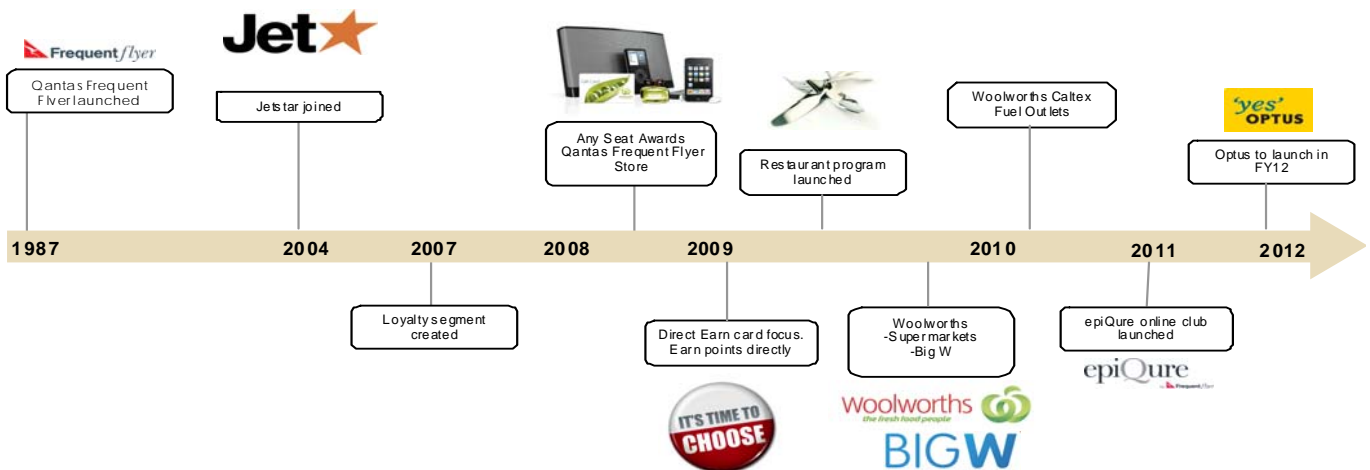 Frequent flyer
Qantas Frequent
Flyer launched
Jet
Jetstar joined
Any Seat Awards
Qantas Frequent Flyer
Store
Restaurant program
launched
Woolworths Caltex
Fuel Outlets
'yes'
OPTUS
Optus to launch in
FY12
1987
2004
2007
2008
2009
2010
2011
2012
Loyalty segment
created
Direct Earn card focus.
Earn points directly
IT'S TIME TO
CHOOSE
Woolworths
-Supermarkets
-Big W
Woolworths
the fresh food people
BIGW
epiQure online club
launched
epiQure
Frequent flyer